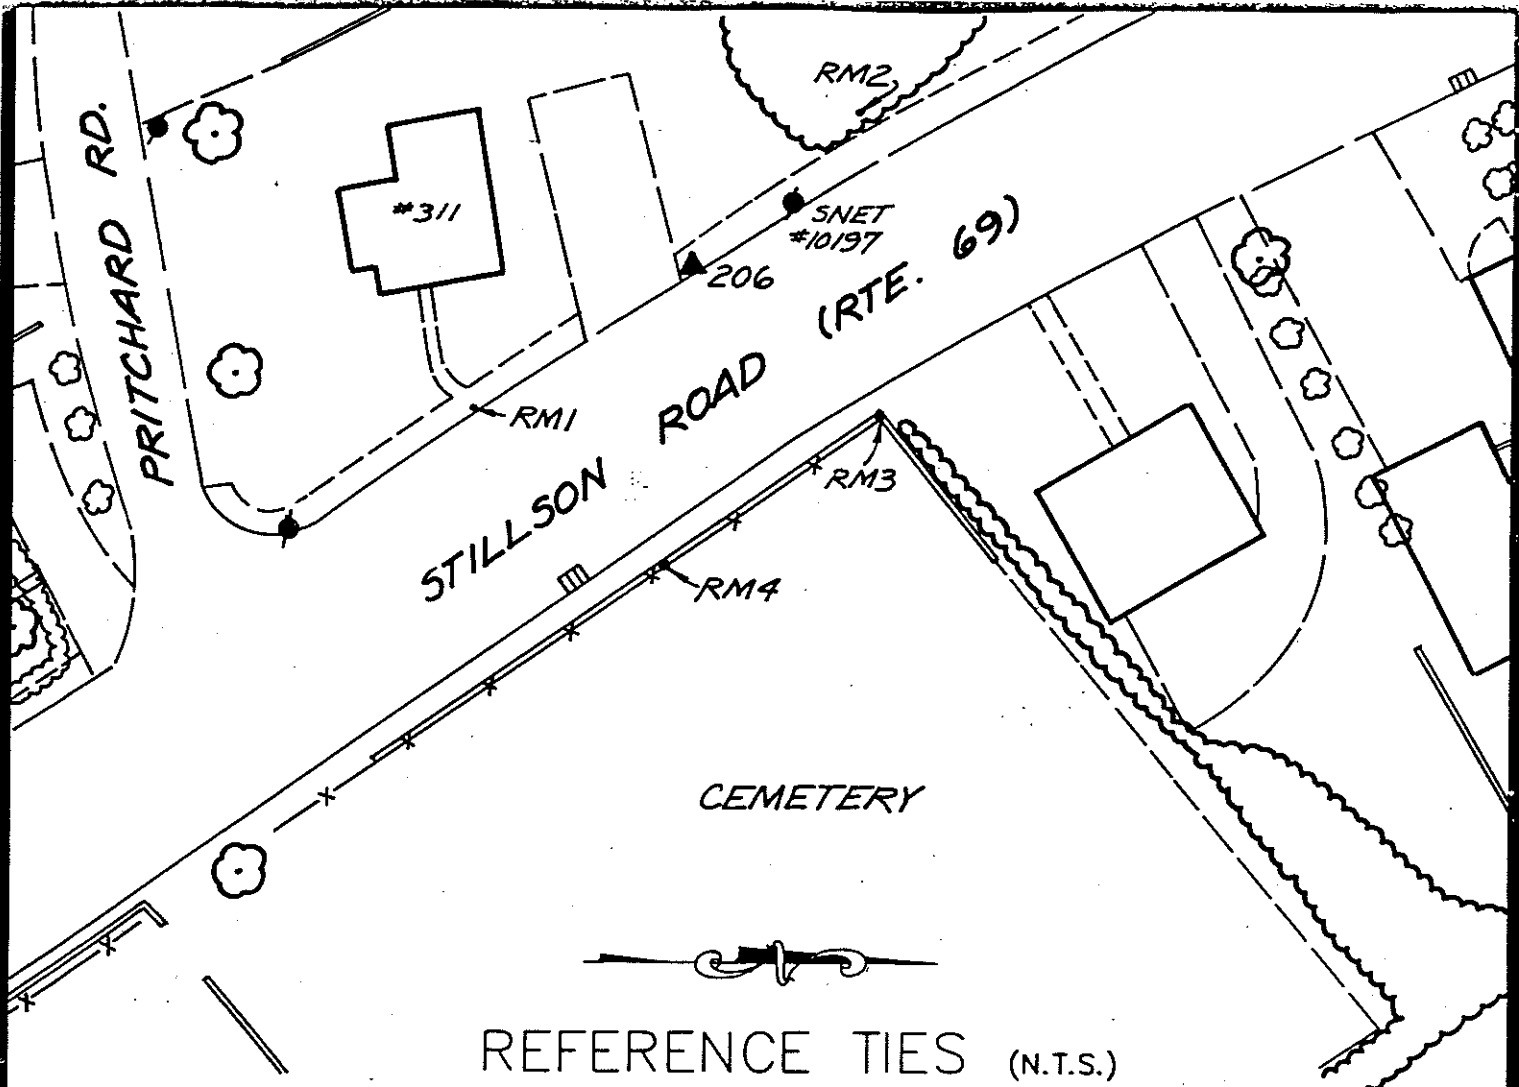 RM2
PRITCHARD RD.
#311
SNET
#10197
206
STILLSON ROAD (RTE. 69)
RM1
RM3
RM4
CEMETERY
REFERENCE TIES (N.T.S.)